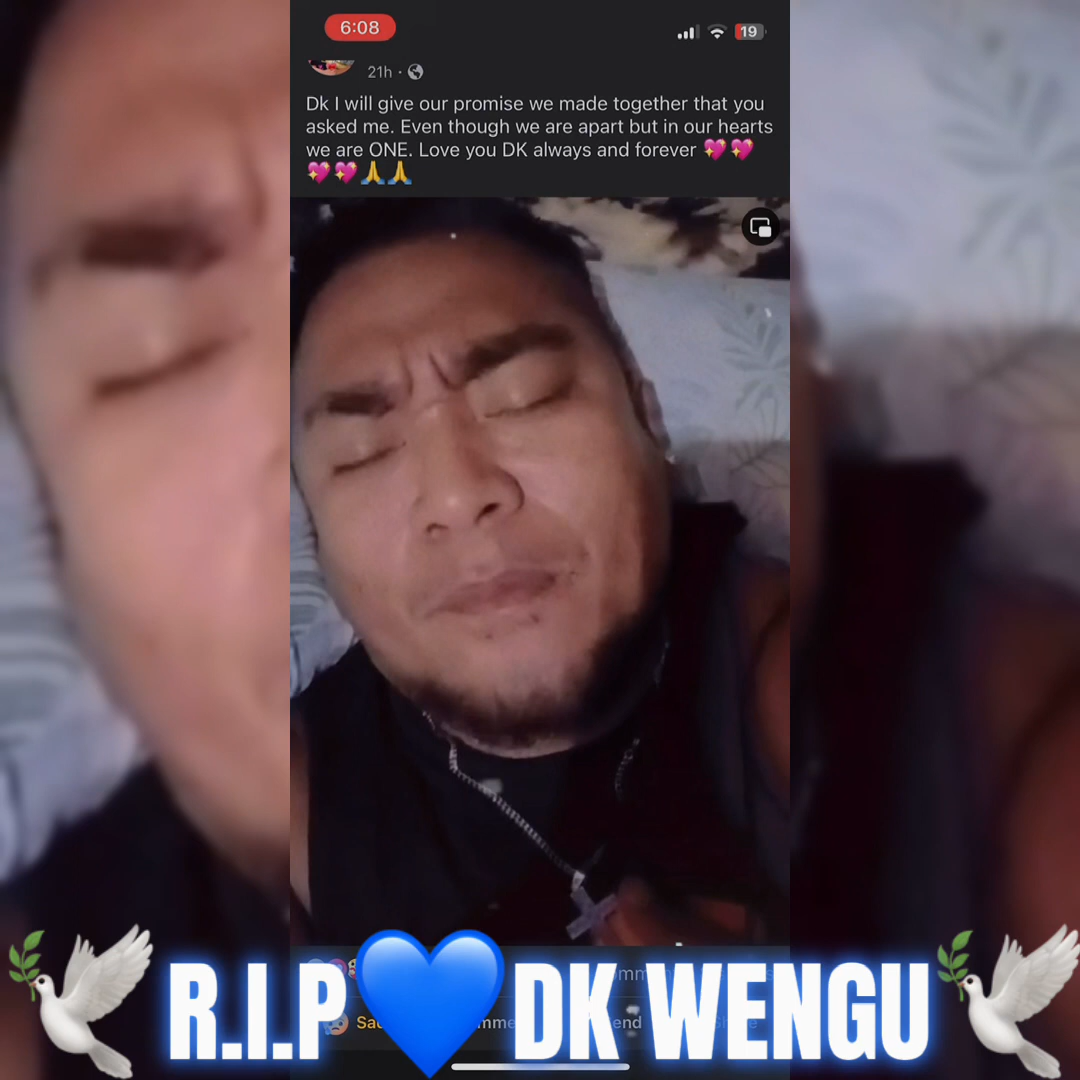 6:08
19
21h ·
Dk I will give our promise we made together that you
asked me. Even though we are apart but in our hearts
we are ONE. Love you DK always and forever 💖💖
💖💖🙏🙏
R.I.P💙DK WENGU